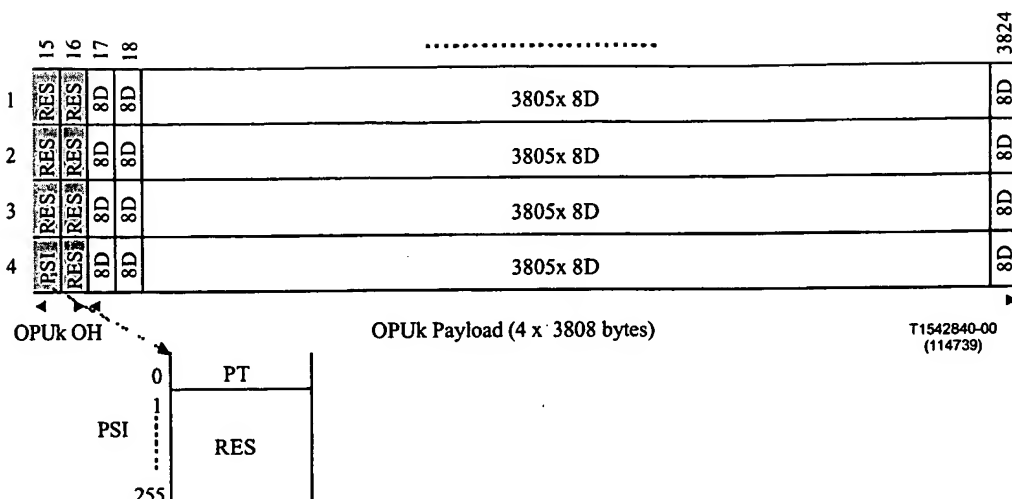 15 16 17 18 3824
1 RES RES 8D 8D 3805x 8D 8D
2 RES RES 8D 8D 3805x 8D 8D
3 RES RES 8D 8D 3805x 8D 8D
4 PSI RES 8D 8D 3805x 8D 8D
OPUk OH OPUk Payload (4 x 3808 bytes) T1542840-00
(114739)
0 PT
1
PSI RES
255